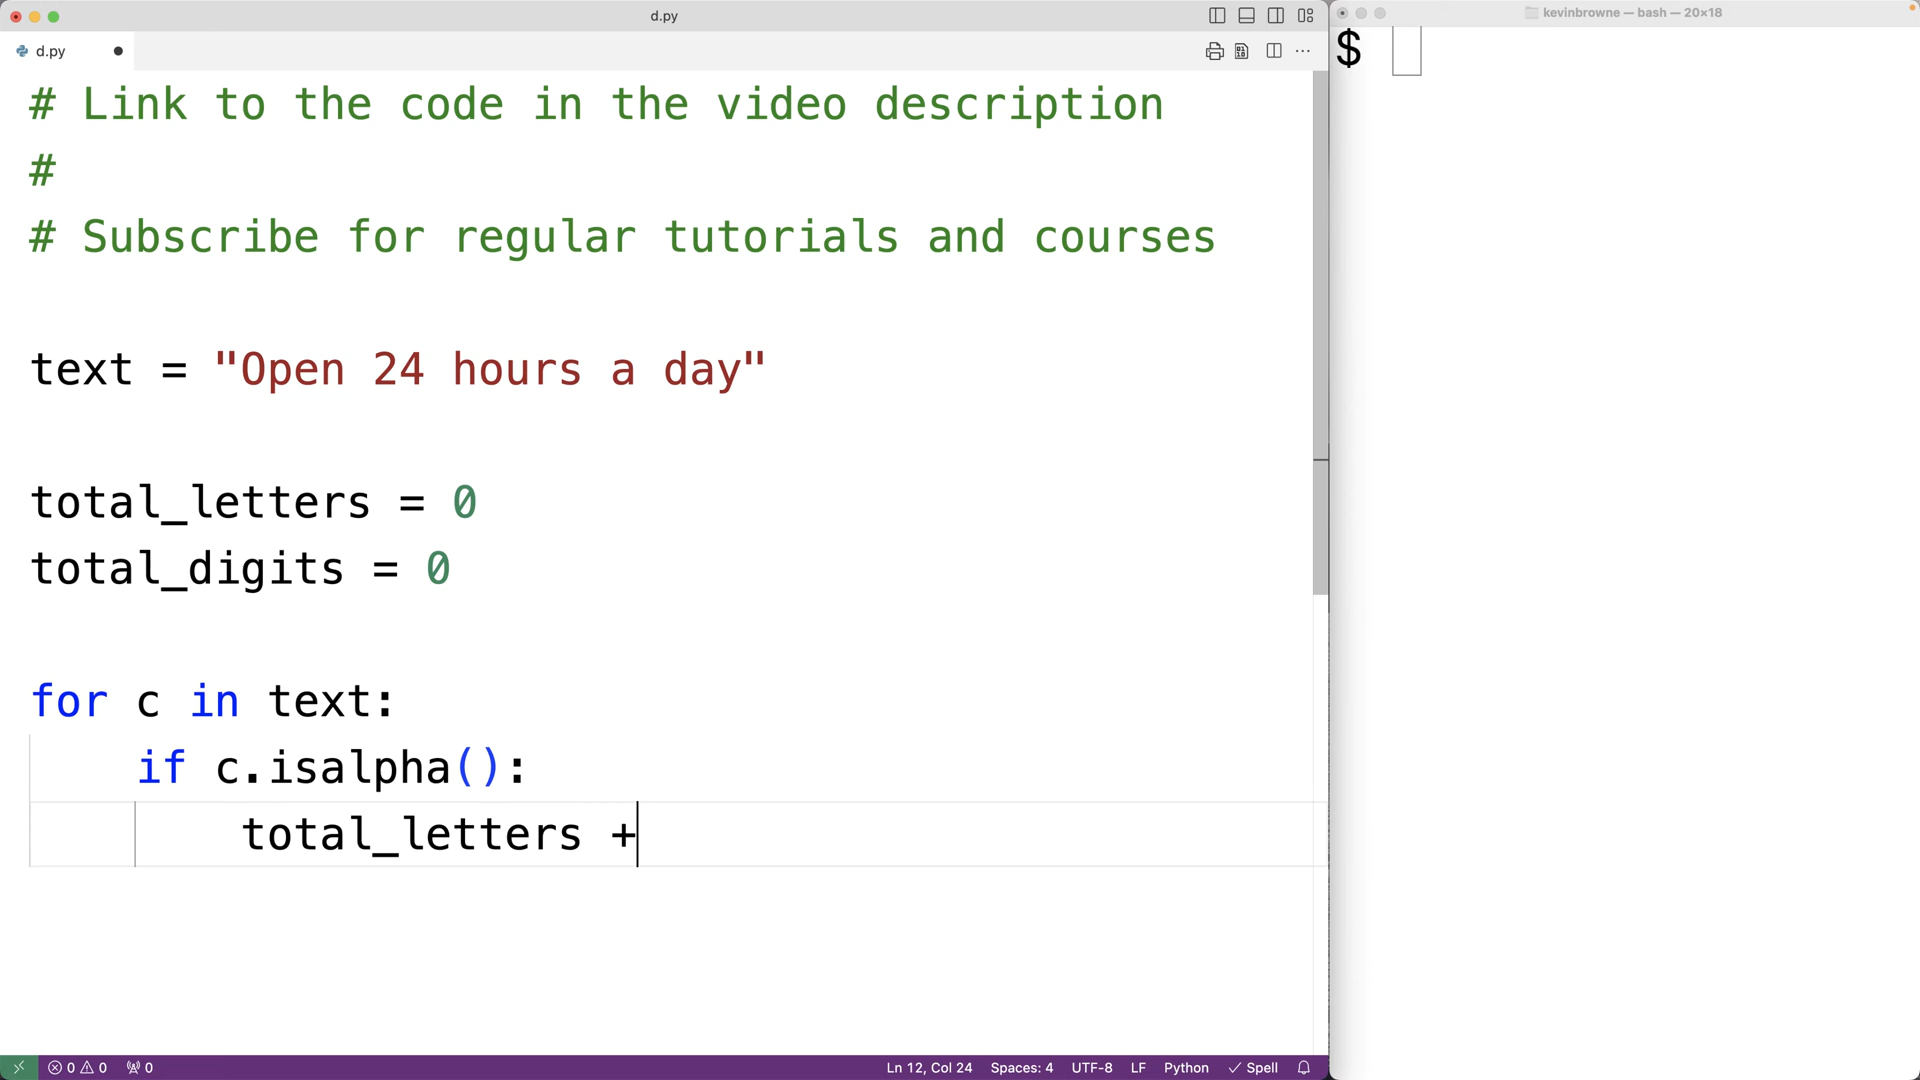 d.py
kevinbrowne — bash — 20×18
d.py
$
# Link to the code in the video description
#
# Subscribe for regular tutorials and courses
text = "Open 24 hours a day"
total_letters = 0
total_digits = 0
for c in text:
if c.isalpha():
total_letters +
0 0 0 Ln 12, Col 24 Spaces: 4 UTF-8 LF Python Spell